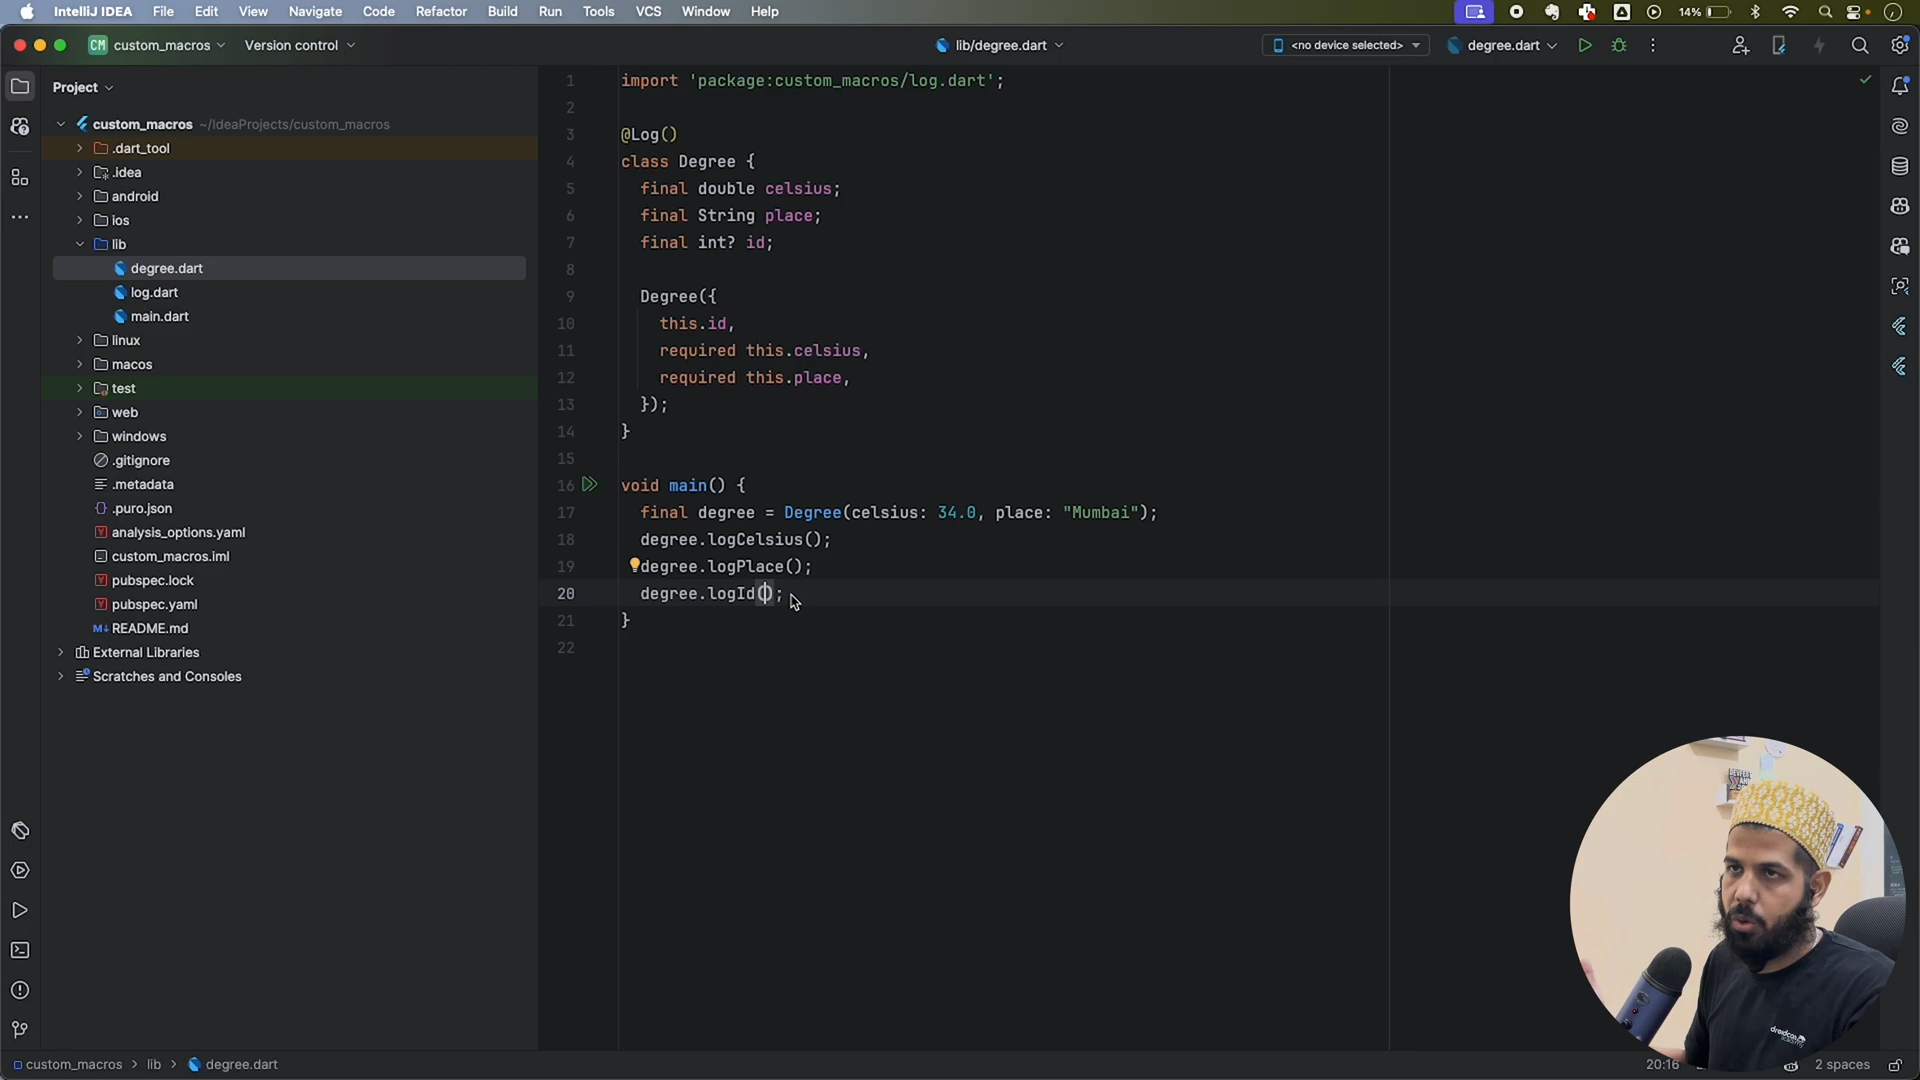 IntelliJ IDEA File Edit View Navigate Code Refactor Build Run Tools VCS Window Help 14%
CM custom_macros Version control lib/degree.dart <no device selected> degree.dart
Project
custom_macros ~/IdeaProjects/custom_macros
.dart_tool
.idea
android
ios
lib
degree.dart
log.dart
main.dart
linux
macos
test
web
windows
.gitignore
.metadata
.puro.json
analysis_options.yaml
custom_macros.iml
pubspec.lock
pubspec.yaml
README.md
External Libraries
Scratches and Consoles
1 import 'package:custom_macros/log.dart';
2
3 @Log()
4 class Degree {
5 final double celsius;
6 final String place;
7 final int? id;
8
9 Degree({
10 this.id,
11 required this.celsius,
12 required this.place,
13 });
14 }
15
16 void main() {
17 final degree = Degree(celsius: 34.0, place: "Mumbai");
18 degree.logCelsius();
19 degree.logPlace();
20 degree.logId();
21 }
22
custom_macros > lib > degree.dart 20:16 2 spaces